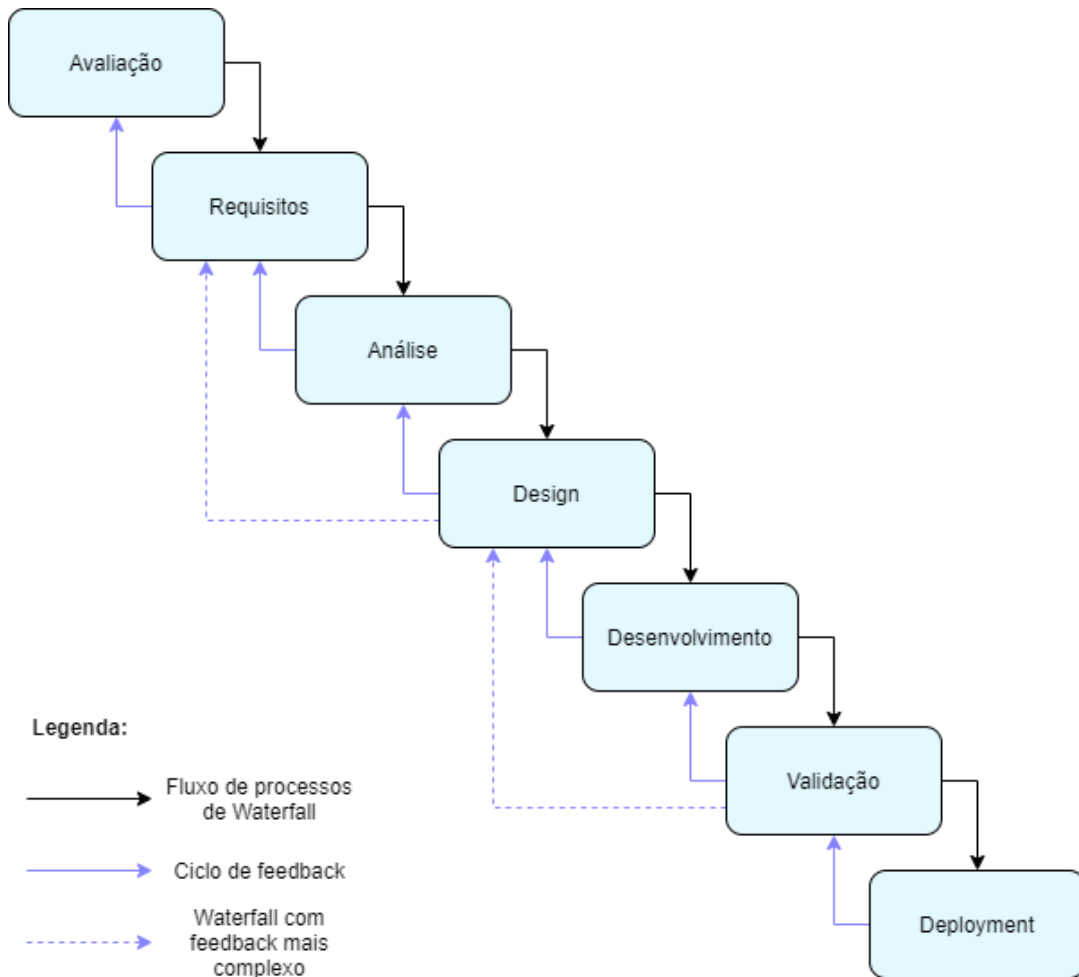 Avaliação
Requisitos
Análise
Design
Desenvolvimento
Validação
Deployment
Legenda:
Fluxo de processos
de Waterfall
Ciclo de feedback
Waterfall com
feedback mais
complexo